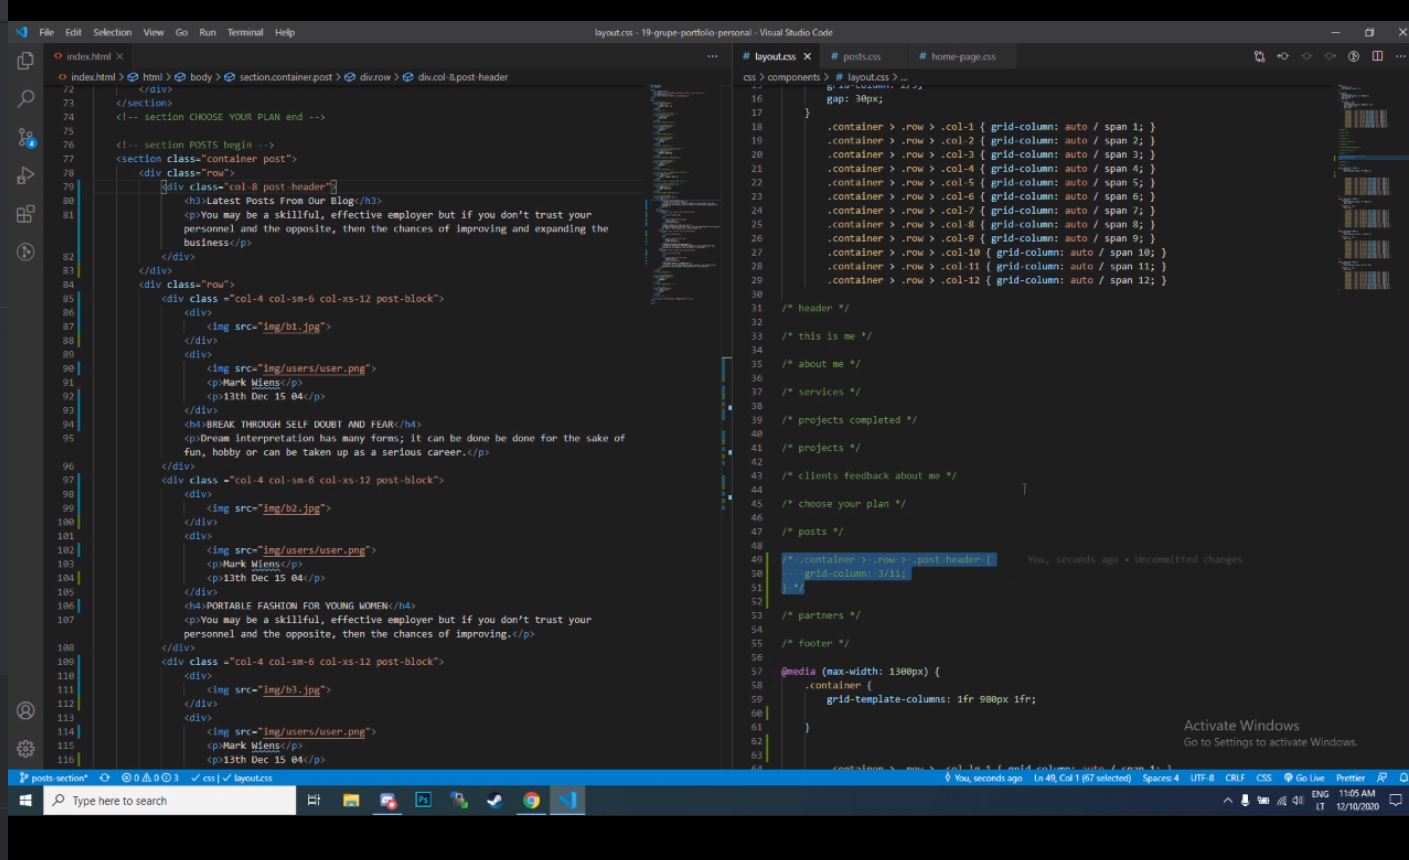 File Edit Selection View Go Run Terminal Help
layout.css - 19-grupe-portfolio-personal - Visual Studio Code
index.html
index.html > html > body > section.container.post > div.row > div.col-8.post-header
72 </div>
73 </section>
74 <!-- section CHOOSE YOUR PLAN end -->
75
76 <!-- section POSTS begin -->
77 <section class="container post">
78 <div class="row">
79 <div class="col-8 post-header">
80 <h3>Latest Posts From Our Blog</h3>
81 <p>You may be a skillful, effective employer but if you don’t trust your
personnel and the opposite, then the chances of improving and expanding the
business</p>
82 </div>
83 </div>
84 <div class="row">
85 <div class ="col-4 col-sm-6 col-xs-12 post-block">
86 <div>
87 <img src="img/b1.jpg">
88 </div>
89 <div>
90 <img src="img/users/user.png">
91 <p>Mark Wiens</p>
92 <p>13th Dec 15 04</p>
93 </div>
94 <h4>BREAK THROUGH SELF DOUBT AND FEAR</h4>
95 <p>Dream interpretation has many forms; it can be done be done for the sake of
fun, hobby or can be taken up as a serious career.</p>
96 </div>
97 <div class ="col-4 col-sm-6 col-xs-12 post-block">
98 <div>
99 <img src="img/b2.jpg">
100 </div>
101 <div>
102 <img src="img/users/user.png">
103 <p>Mark Wiens</p>
104 <p>13th Dec 15 04</p>
105 </div>
106 <h4>PORTABLE FASHION FOR YOUNG WOMEN</h4>
107 <p>You may be a skillful, effective employer but if you don’t trust your
personnel and the opposite, then the chances of improving.</p>
108 </div>
109 <div class ="col-4 col-sm-6 col-xs-12 post-block">
110 <div>
111 <img src="img/b3.jpg">
112 </div>
113 <div>
114 <img src="img/users/user.png">
115 <p>Mark Wiens</p>
116 <p>13th Dec 15 04</p>
# layout.css # posts.css # home-page.css
css > components > # layout.css > ...
15 grid-column: 2/3;
16 gap: 30px;
17 }
18 .container > .row > .col-1 { grid-column: auto / span 1; }
19 .container > .row > .col-2 { grid-column: auto / span 2; }
20 .container > .row > .col-3 { grid-column: auto / span 3; }
21 .container > .row > .col-4 { grid-column: auto / span 4; }
22 .container > .row > .col-5 { grid-column: auto / span 5; }
23 .container > .row > .col-6 { grid-column: auto / span 6; }
24 .container > .row > .col-7 { grid-column: auto / span 7; }
25 .container > .row > .col-8 { grid-column: auto / span 8; }
26 .container > .row > .col-9 { grid-column: auto / span 9; }
27 .container > .row > .col-10 { grid-column: auto / span 10; }
28 .container > .row > .col-11 { grid-column: auto / span 11; }
29 .container > .row > .col-12 { grid-column: auto / span 12; }
30
31 /* header */
32
33 /* this is me */
34
35 /* about me */
36
37 /* services */
38
39 /* projects completed */
40
41 /* projects */
42
43 /* clients feedback about me */
44
45 /* choose your plan */
46
47 /* posts */
48
49 /* .container > .row > .post-header { You, seconds ago • Uncommitted changes
50 grid-column: 3/11;
51 } */
52
53 /* partners */
54
55 /* footer */
56
57 @media (max-width: 1300px) {
58 .container {
59 grid-template-columns: 1fr 980px 1fr;
60
61 }
62
63
64 .container > .row > .col-lg-1 { grid-column: auto / span 1; }
Activate Windows
Go to Settings to activate Windows.
posts-section* 0 0 3 css | layout.css You, seconds ago Ln 49, Col 1 (67 selected) Spaces: 4 UTF-8 CRLF CSS Go Live Prettier
Type here to search
Ps
ENG 11:05 AM
LT 12/10/2020